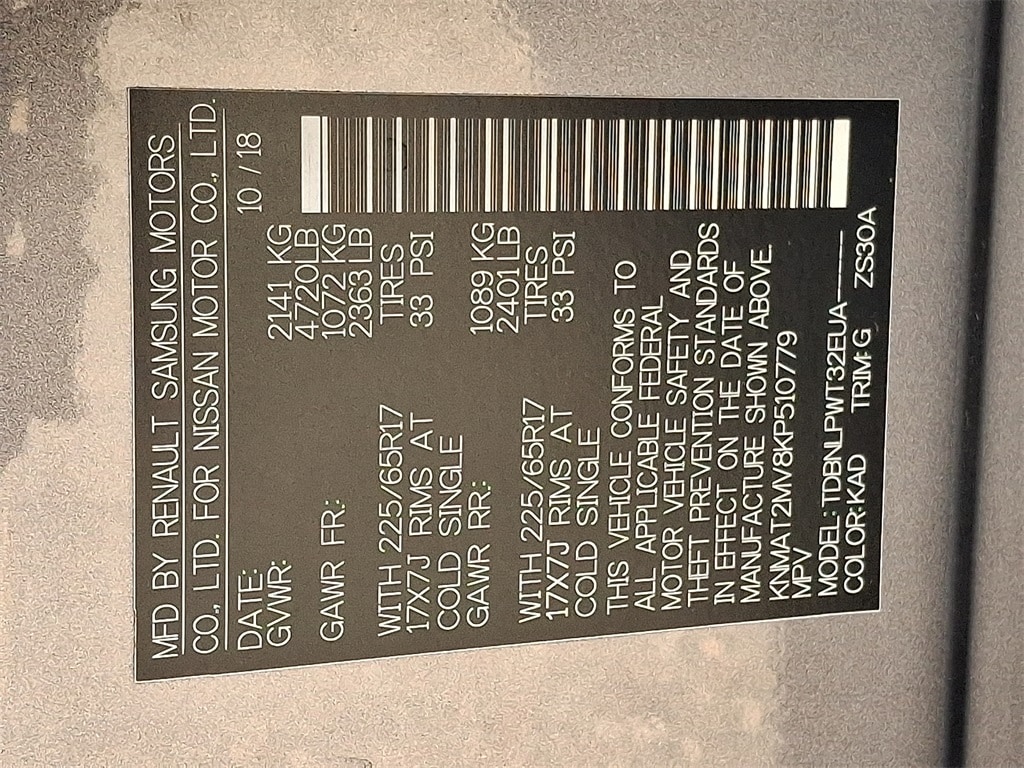 MFD BY RENAULT SAMSUNG MOTORS
CO., LTD. FOR NISSAN MOTOR CO., LTD.
DATE: 10 / 18
GVWR: 2141 KG
4720LB
GAWR FR.: 1072 KG
2363 LB
WITH 225/65R17 TIRES
17X7J RIMS AT 33 PSI
COLD SINGLE
GAWR RR.: 1089 KG
2401 LB
WITH 225/65R17 TIRES
17X7J RIMS AT 33 PSI
COLD SINGLE
THIS VEHICLE CONFORMS TO
ALL APPLICABLE FEDERAL
MOTOR VEHICLE SAFETY AND
THEFT PREVENTION STANDARDS
IN EFFECT ON THE DATE OF
MANUFACTURE SHOWN ABOVE.
KNMAT2MV8KP510779
MPV
MODEL: TDBNLPWT32EUA-----
COLOR:KAD TRIM:G ZS30A